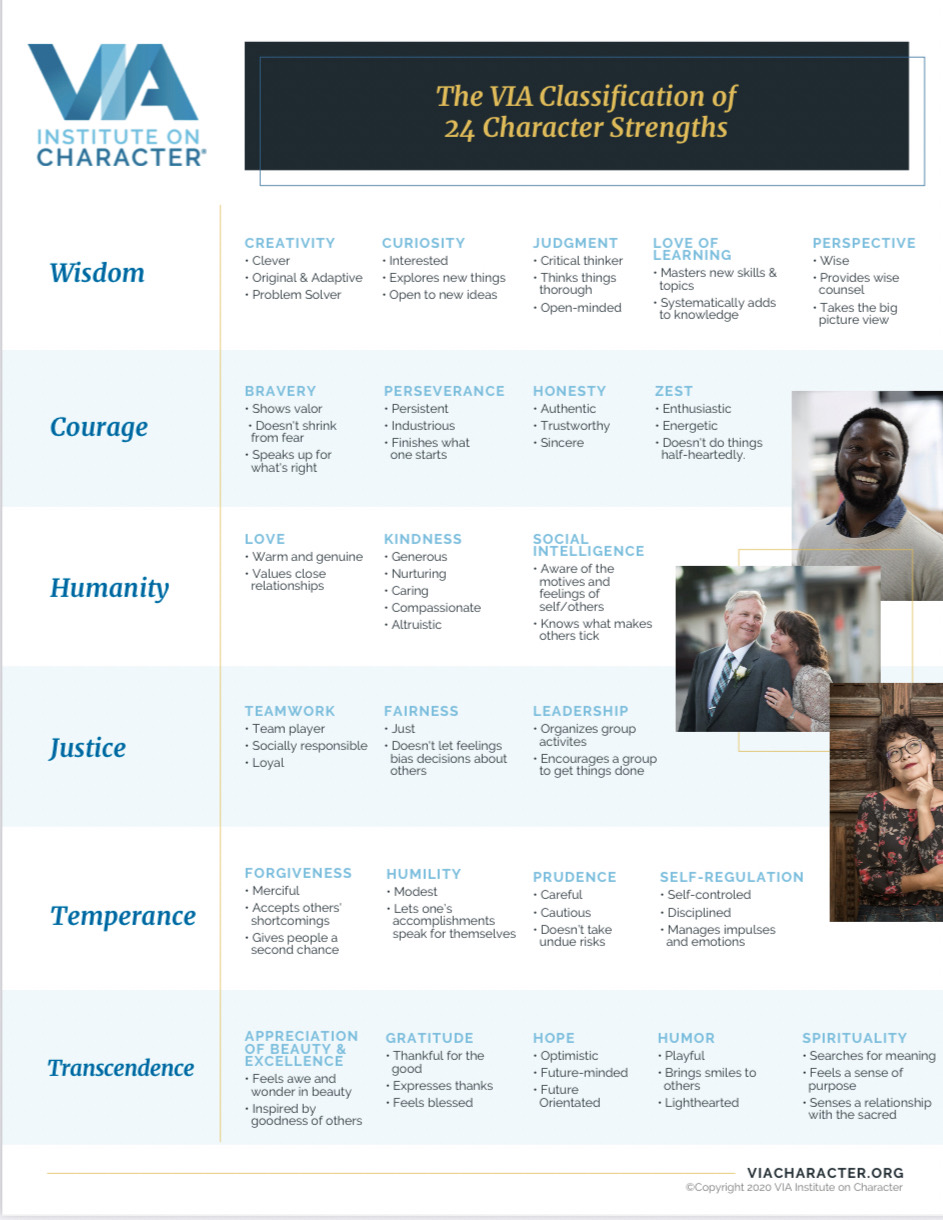 VIA
INSTITUTE ON
CHARACTER®
The VIA Classification of
24 Character Strengths
Wisdom
CREATIVITY
• Clever
• Original & Adaptive
• Problem Solver
CURIOSITY
• Interested
• Explores new things
• Open to new ideas
JUDGMENT
• Critical thinker
• Thinks things
thorough
• Open-minded
LOVE OF
LEARNING
• Masters new skills &
topics
• Systematically adds
to knowledge
PERSPECTIVE
• Wise
• Provides wise
counsel
• Takes the big
picture view
Courage
BRAVERY
• Shows valor
• Doesn't shrink
from fear
• Speaks up for
what's right
PERSEVERANCE
• Persistent
• Industrious
• Finishes what
one starts
HONESTY
• Authentic
• Trustworthy
• Sincere
ZEST
• Enthusiastic
• Energetic
• Doesn't do things
half-heartedly.
Humanity
LOVE
• Warm and genuine
• Values close
relationships
KINDNESS
• Generous
• Nurturing
• Caring
• Compassionate
• Altruistic
SOCIAL
INTELLIGENCE
• Aware of the
motives and
feelings of
self/others
• Knows what makes
others tick
Justice
TEAMWORK
• Team player
• Socially responsible
• Loyal
FAIRNESS
• Just
• Doesn't let feelings
bias decisions about
others
LEADERSHIP
• Organizes group
activites
• Encourages a group
to get things done
Temperance
FORGIVENESS
• Merciful
• Accepts others'
shortcomings
• Gives people a
second chance
HUMILITY
• Modest
• Lets one's
accomplishments
speak for themselves
PRUDENCE
• Careful
• Cautious
• Doesn't take
undue risks
SELF-REGULATION
• Self-controled
• Disciplined
• Manages impulses
and emotions
Transcendence
APPRECIATION
OF BEAUTY &
EXCELLENCE
• Feels awe and
wonder in beauty
• Inspired by
goodness of others
GRATITUDE
• Thankful for the
good
• Expresses thanks
• Feels blessed
HOPE
• Optimistic
• Future-minded
• Future
Orientated
HUMOR
• Playful
• Brings smiles to
others
• Lighthearted
SPIRITUALITY
• Searches for meaning
• Feels a sense of
purpose
• Senses a relationship
with the sacred
VIACHARACTER.ORG
©Copyright 2020 VIA Institute on Character